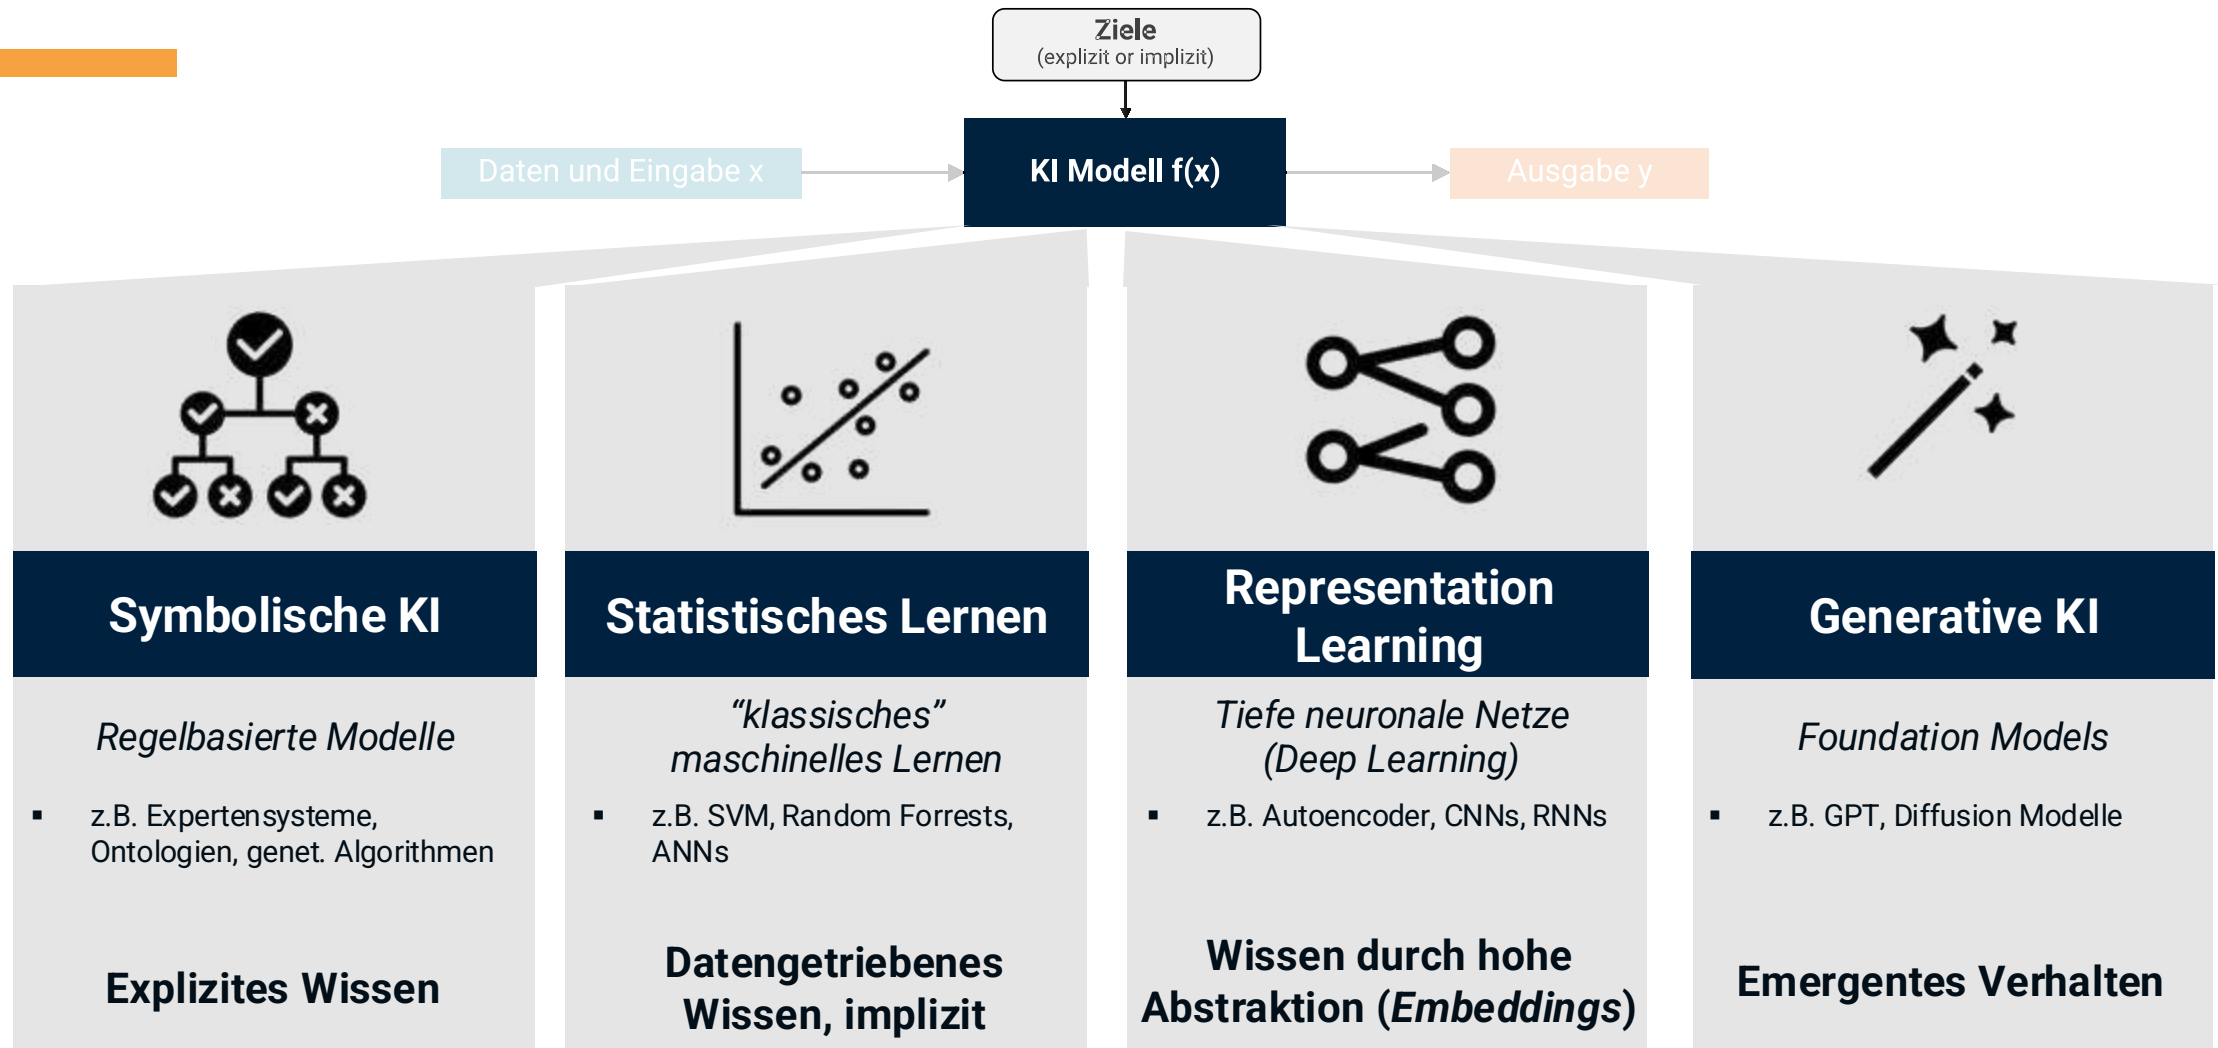 Ziele
(explizit or implizit)
Daten und Eingabe x
KI Modell f(x)
Ausgabe y
Symbolische KI
Regelbasierte Modelle
▪ z.B. Expertensysteme,
Ontologien, genet. Algorithmen
Explizites Wissen
Statistisches Lernen
“klassisches”
maschinelles Lernen
▪ z.B. SVM, Random Forrests,
ANNs
Datengetriebenes
Wissen, implizit
Representation
Learning
Tiefe neuronale Netze
(Deep Learning)
▪ z.B. Autoencoder, CNNs, RNNs
Wissen durch hohe
Abstraktion (Embeddings)
Generative KI
Foundation Models
▪ z.B. GPT, Diffusion Modelle
Emergentes Verhalten